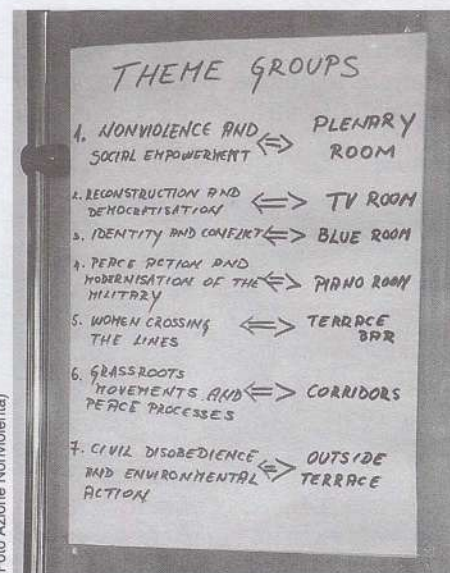 THEME GROUPS
1. NONVIOLENCE AND SOCIAL EMPOWERMENT <=> PLENARY ROOM
2. RECONSTRUCTION AND DEMOCRATISATION <=> TV ROOM
3. IDENTITY AND CONFLICT <=> BLUE ROOM
4. PEACE ACTION AND MODERNISATION OF THE MILITARY <=> PIANO ROOM
5. WOMEN CROSSING THE LINES <=> TERRACE BAR
6. GRASSROOTS MOVEMENTS AND PEACE PROCESSES <=> CORRIDORS
7. CIVIL DISOBEDIENCE AND ENVIRONMENTAL ACTION <=> OUTSIDE TERRACE
Foto Azione Nonviolenta)